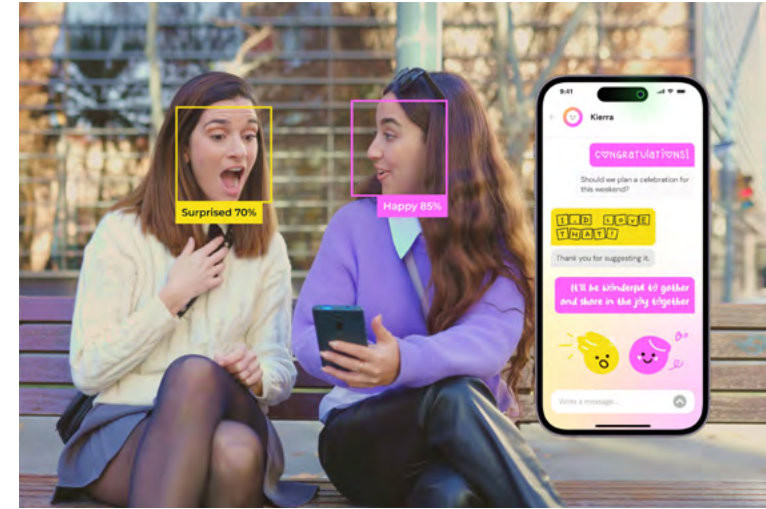 Surprised 70%
Happy 85%
9:41
Kierra
CONGRATULATIONS!
Should we plan a celebration for
this weekend?
I'D LOVE
THAT!
Thank you for suggesting it.
It'll be wonderful to gather
and share in the joy together
Write a message...